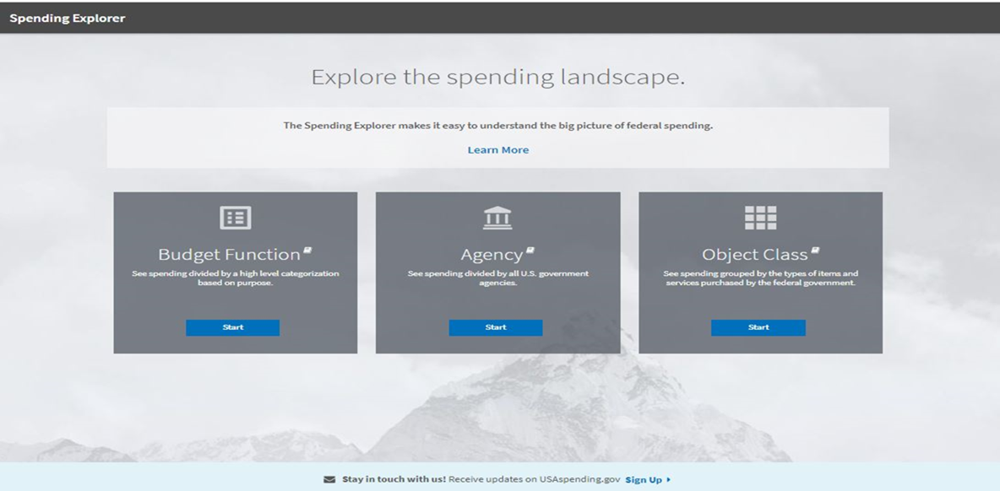 Spending Explorer
Explore the spending landscape.
The Spending Explorer makes it easy to understand the big picture of federal spending.
Learn More
Budget Function
See spending divided by a high level categorization
based on purpose.
Start
Agency
See spending divided by all U.S. government
agencies.
Start
Object Class
See spending grouped by the types of items and
services purchased by the federal government.
Start
Stay in touch with us! Receive updates on USAspending.gov Sign Up